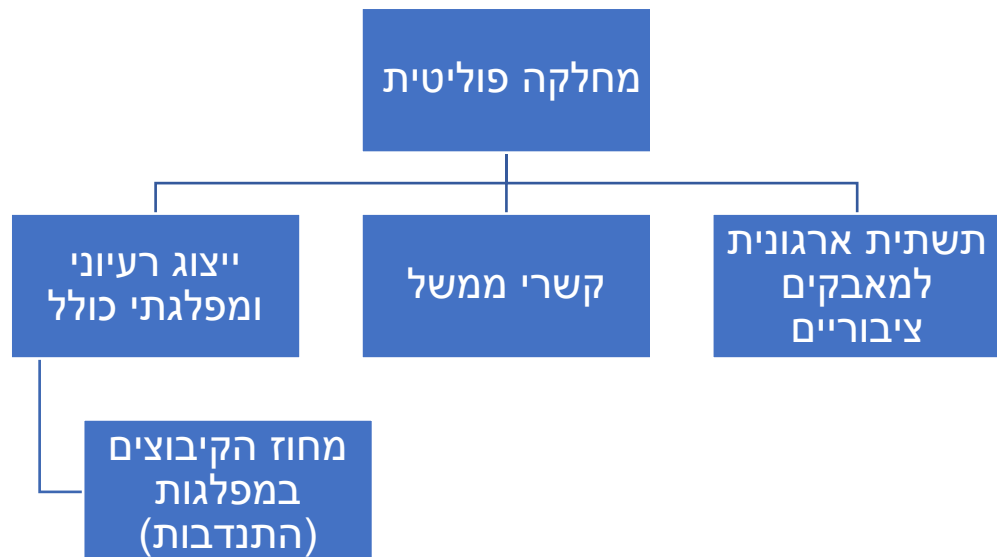 מחלקה פוליטית
תשתית ארגונית
למאבקים
ציבוריים
קשרי ממשל
ייצוג רעיוני
ומפלגתי כולל
מחוז הקיבוצים
במפלגות
(התנדבות)